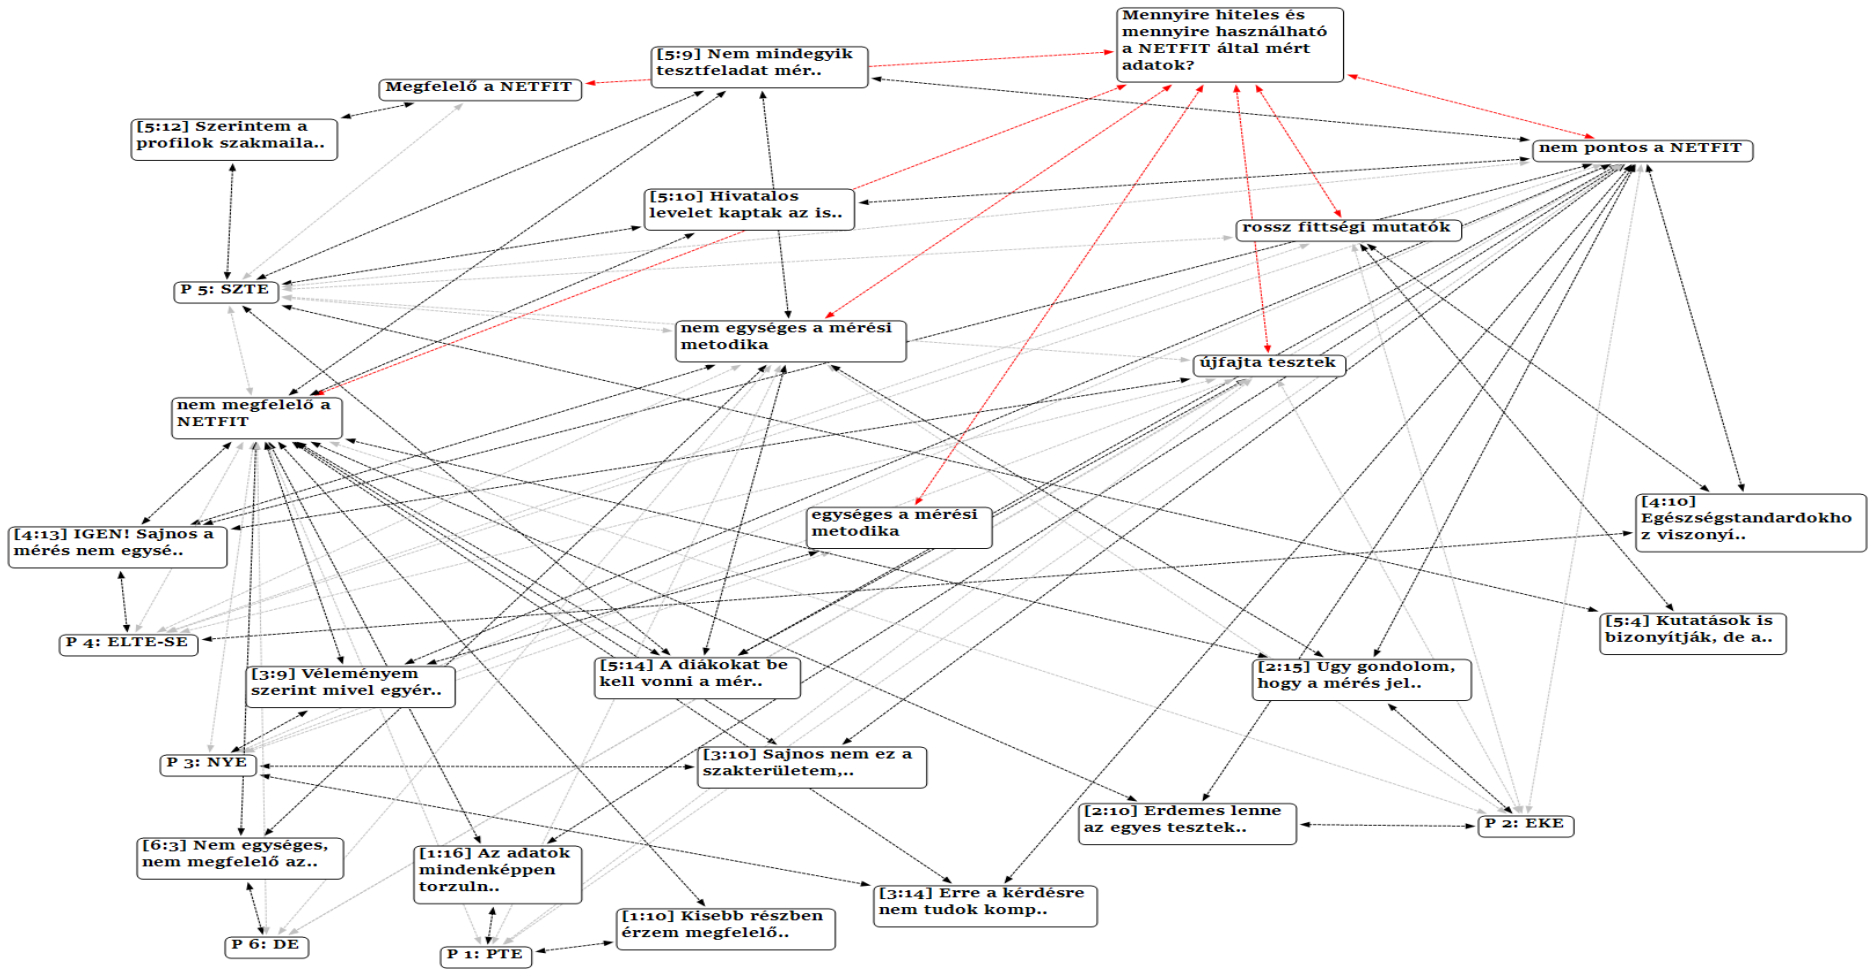 Mennyire hiteles és
mennyire használható
a NETFIT által mért
adatok?
[5:9] Nem mindegyik
tesztfeladat mér..
Megfelelő a NETFIT
[5:12] Szerintem a
profilok szakmaila..
nem pontos a NETFIT
[5:10] Hivatalos
levelet kaptak az is..
rossz fittségi mutatók
P 5: SZTE
nem egységes a mérési
metodika
újfajta tesztek
nem megfelelő a
NETFIT
[4:10]
Egészségstandardokho
z viszonyí..
egységes a mérési
metodika
[4:13] IGEN! Sajnos a
mérés nem egysé..
P 4: ELTE-SE
[5:4] Kutatások is
bizonyítják, de a..
[3:9] Véleményem
szerint mivel egyér..
[5:14] A diákokat be
kell vonni a mér..
[2:15] Ugy gondolom,
hogy a mérés jel..
P 3: NYE
[3:10] Sajnos nem ez a
szakterületem,..
[2:10] Erdemes lenne
az egyes tesztek..
P 2: EKE
[6:3] Nem egységes,
nem megfelelő az..
[1:16] Az adatok
mindenképpen
torzuln..
[3:14] Erre a kérdésre
nem tudok komp..
[1:10] Kisebb részben
érzem megfelelő..
P 6: DE
P 1: PTE